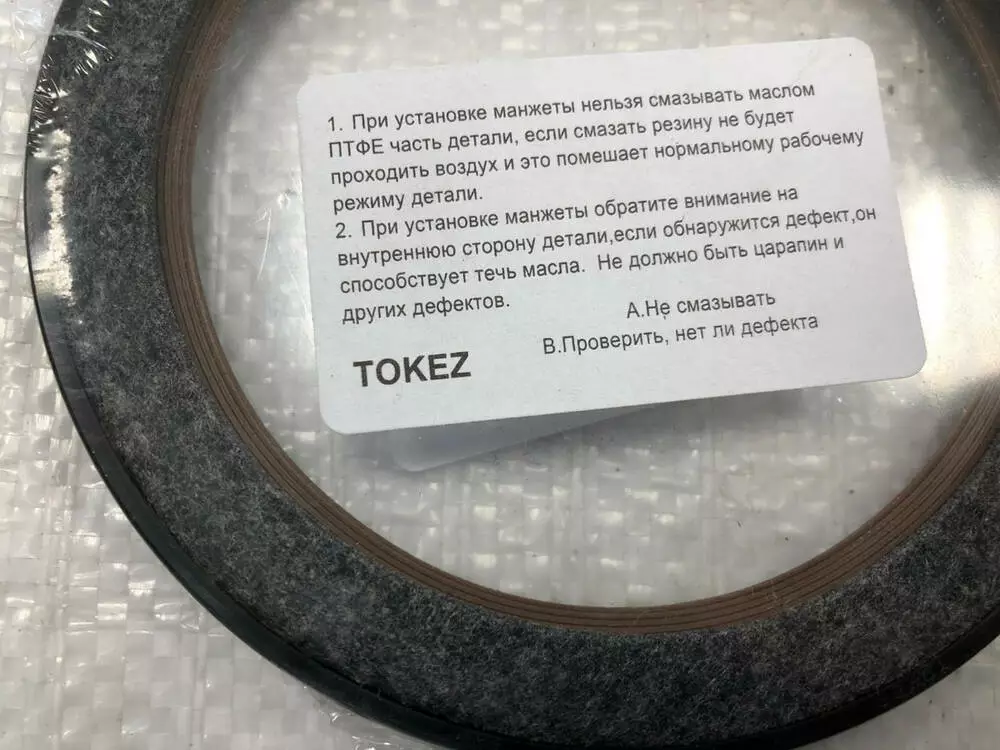 1. При установке манжеты нельзя смазывать маслом
ПТФЕ часть детали, если смазать резину не будет
проходить воздух и это помешает нормальному рабочему
режиму детали.
2. При установке манжеты обратите внимание на
внутреннюю сторону детали,если обнаружится дефект,он
способствует течь масла. Не должно быть царапин и
других дефектов.
А.Не смазывать
В.Проверить, нет ли дефекта
TOKEZ